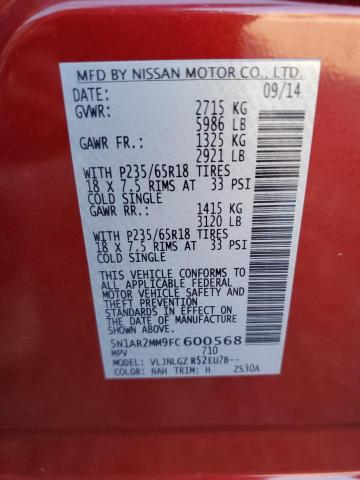 MFD BY NISSAN MOTOR CO., LTD.
DATE: 09/14
GVWR: 2715 KG
5986 LB
GAWR FR.: 1325 KG
2921 LB
WITH P235/65R18 TIRES
18 X 7.5 RIMS AT 33 PSI
COLD SINGLE
GAWR RR.: 1415 KG
3120 LB
WITH P235/65R18 TIRES
18 X 7.5 RIMS AT 33 PSI
COLD SINGLE
THIS VEHICLE CONFORMS TO
ALL APPLICABLE FEDERAL
MOTOR VEHICLE SAFETY AND
THEFT PREVENTION
STANDARDS IN EFFECT ON THE
DATE OF MANUFACTURE
SHOWN ABOVE
5N1AR2MM9FC600568
MPV 710
MODEL: VLJNLGZ R52EU7B--
COLOR: NAH TRIM: H 2S30A